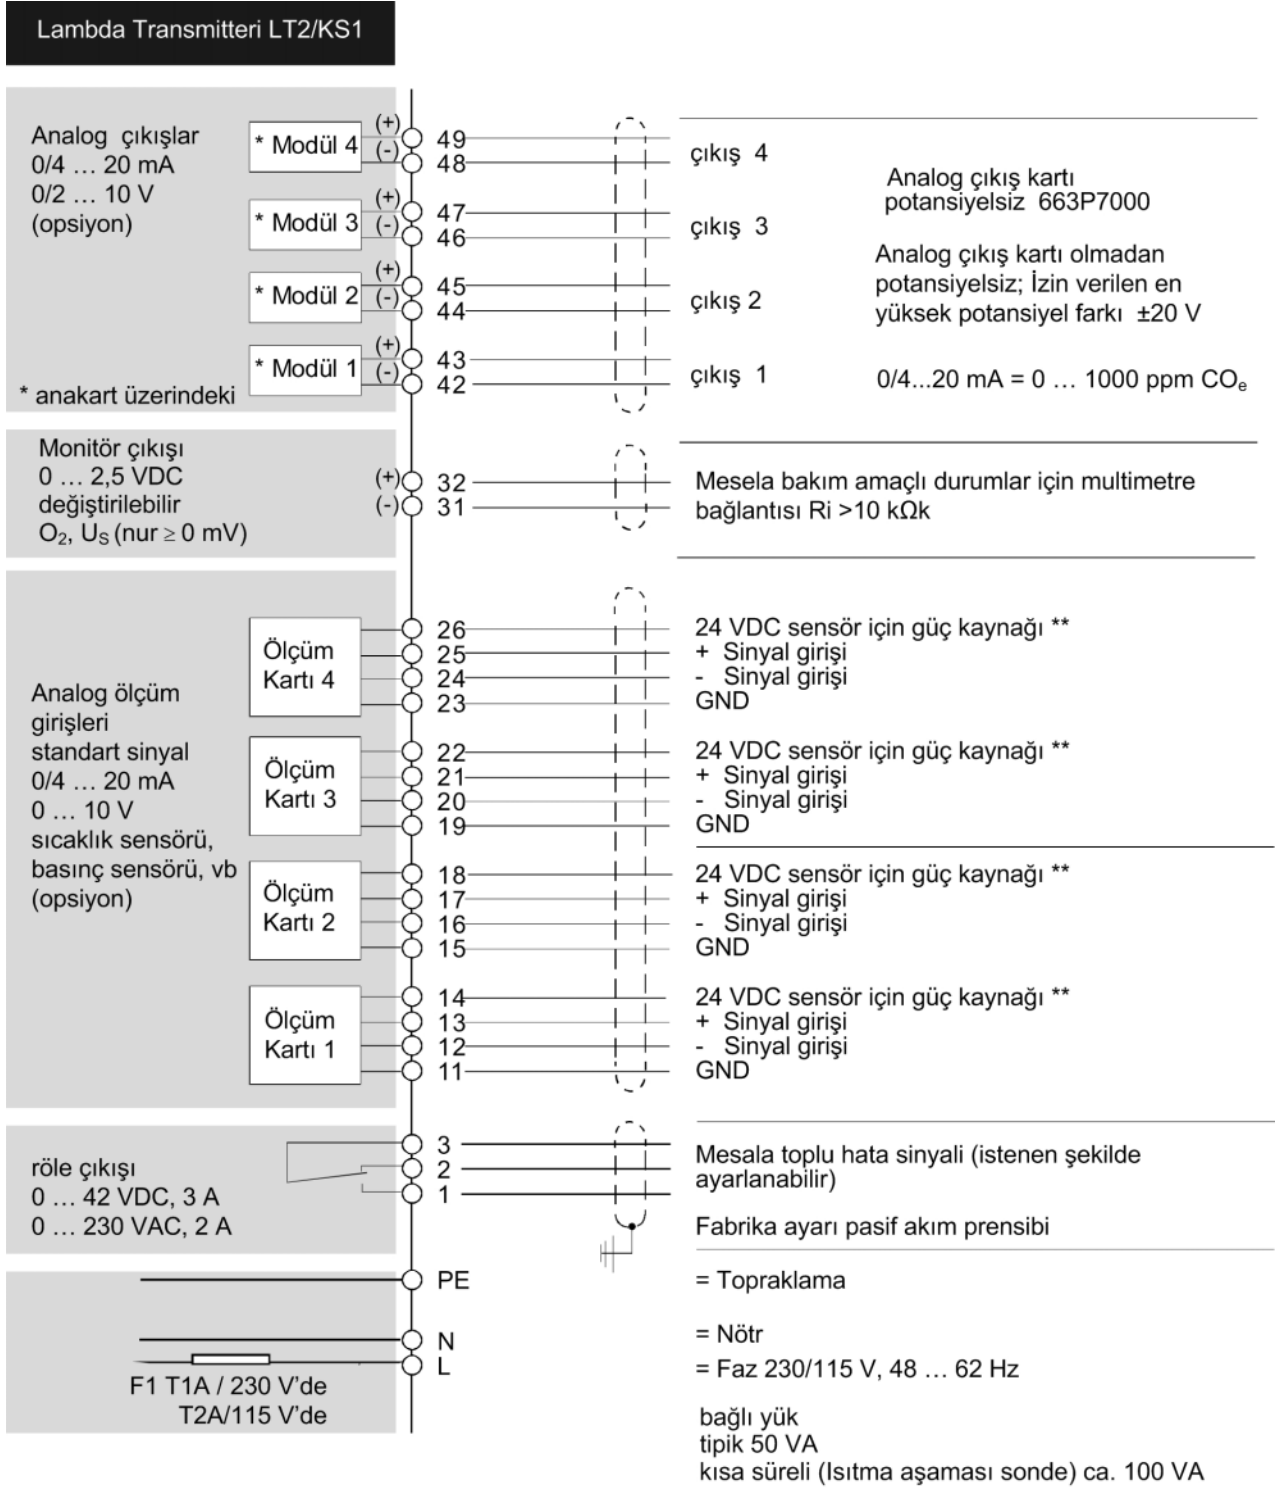 Lambda Transmitteri LT2/KS1
Analog çıkışlar
0/4 … 20 mA
0/2 … 10 V
(opsiyon)
* Modül 4
(+)
(-)
49
48
çıkış 4
* Modül 3
(+)
(-)
47
46
çıkış 3
* Modül 2
(+)
(-)
45
44
çıkış 2
* Modül 1
(+)
(-)
43
42
çıkış 1
* anakart üzerindeki
Analog çıkış kartı
potansiyelsiz 663P7000
Analog çıkış kartı olmadan
potansiyelsiz; İzin verilen en
yüksek potansiyel farkı ±20 V
0/4...20 mA = 0 … 1000 ppm COe
Monitör çıkışı
0 … 2,5 VDC
değiştirilebilir
O2, US (nur ≥ 0 mV)
(+)
(-)
32
31
Mesela bakım amaçlı durumlar için multimetre
bağlantısı Ri >10 kΩk
Analog ölçüm
girişleri
standart sinyal
0/4 … 20 mA
0 … 10 V
sıcaklık sensörü,
basınç sensörü, vb
(opsiyon)
Ölçüm
Kartı 4
26
25
24
23
24 VDC sensör için güç kaynağı **
+ Sinyal girişi
- Sinyal girişi
GND
Ölçüm
Kartı 3
22
21
20
19
24 VDC sensör için güç kaynağı **
+ Sinyal girişi
- Sinyal girişi
GND
Ölçüm
Kartı 2
18
17
16
15
24 VDC sensör için güç kaynağı **
+ Sinyal girişi
- Sinyal girişi
GND
Ölçüm
Kartı 1
14
13
12
11
24 VDC sensör için güç kaynağı **
+ Sinyal girişi
- Sinyal girişi
GND
röle çıkışı
0 … 42 VDC, 3 A
0 … 230 VAC, 2 A
3
2
1
Mesala toplu hata sinyali (istenen şekilde
ayarlanabilir)
Fabrika ayarı pasif akım prensibi
PE
= Topraklama
N
= Nötr
L
= Faz 230/115 V, 48 … 62 Hz
F1 T1A / 230 V'de
T2A/115 V'de
bağlı yük
tipik 50 VA
kısa süreli (Isıtma aşaması sonde) ca. 100 VA